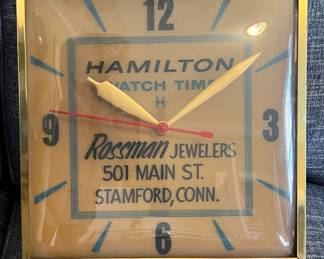 12
HAMILTON
WATCH TIME
H
9
3
Rossman JEWELERS
501 MAIN ST.
STAMFORD, CONN.
6